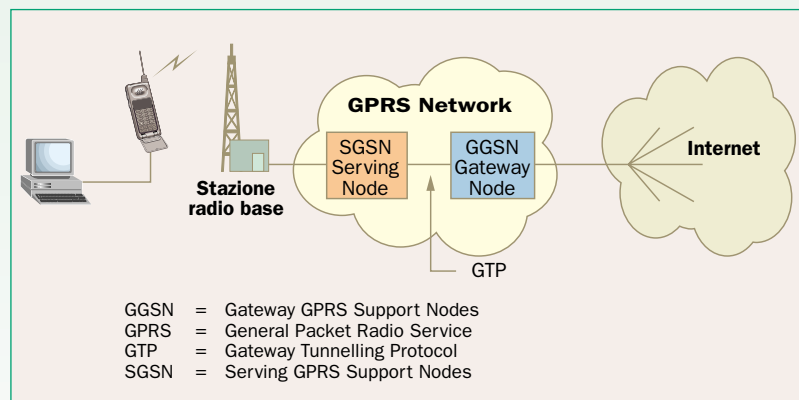 GPRS Network
SGSN
Serving
Node
GGSN
Gateway
Node
Internet
Stazione
radio base
GTP
GGSN = Gateway GPRS Support Nodes
GPRS = General Packet Radio Service
GTP = Gateway Tunnelling Protocol
SGSN = Serving GPRS Support Nodes